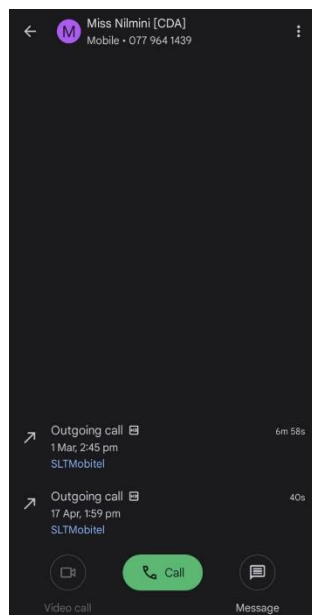 M
Miss Nilmini [CDA]
Mobile • 077 964 1439
Outgoing call
6m 58s
1 Mar, 2:45 pm
SLTMobitel
Outgoing call
40s
17 Apr, 1:59 pm
SLTMobitel
Call
Video call
Message